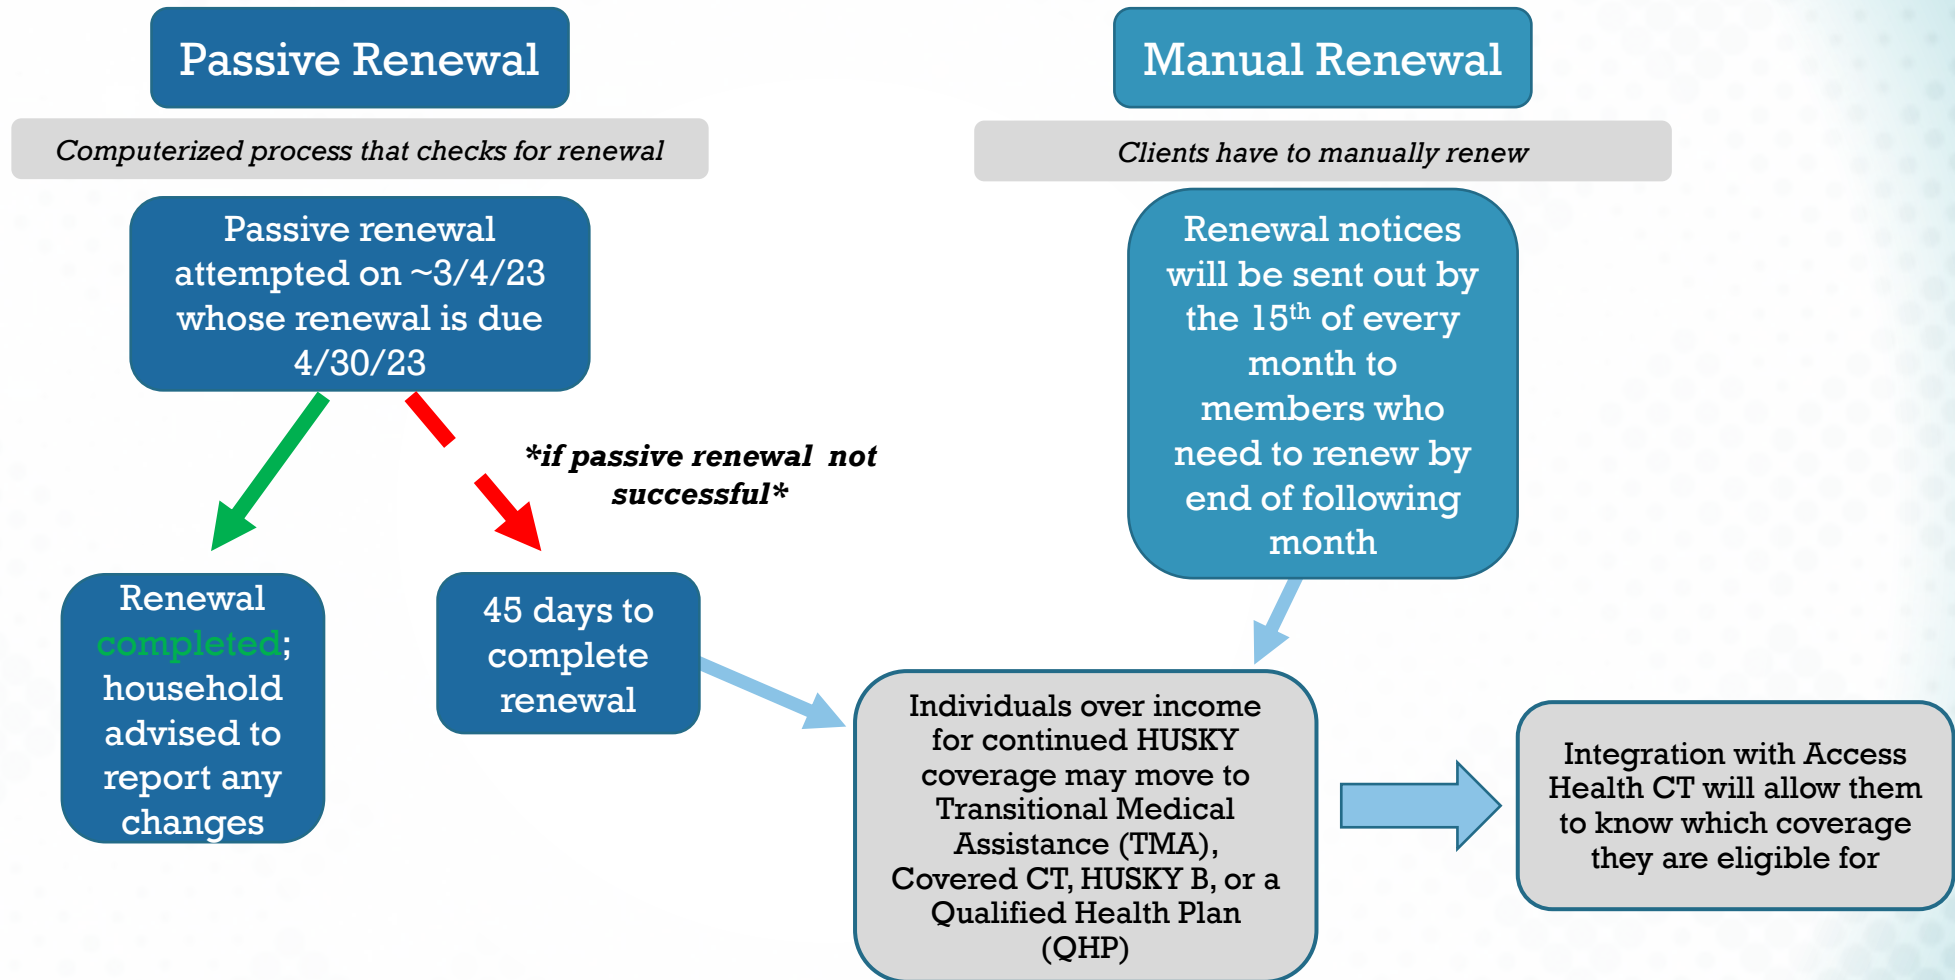 Passive Renewal
Computerized process that checks for renewal
Passive renewal
attempted on ~3/4/23
whose renewal is due
4/30/23
*if passive renewal  not
successful*
Renewal
completed;
household
advised to
report any
changes
45 days to
complete
renewal
Manual Renewal
Clients have to manually renew
Renewal notices
will be sent out by
the 15th of every
month to
members who
need to renew by
end of following
month
Individuals over income
for continued HUSKY
coverage may move to
Transitional Medical
Assistance (TMA),
Covered CT, HUSKY B, or a
Qualified Health Plan
(QHP)
Integration with Access
Health CT will allow them
to know which coverage
they are eligible for